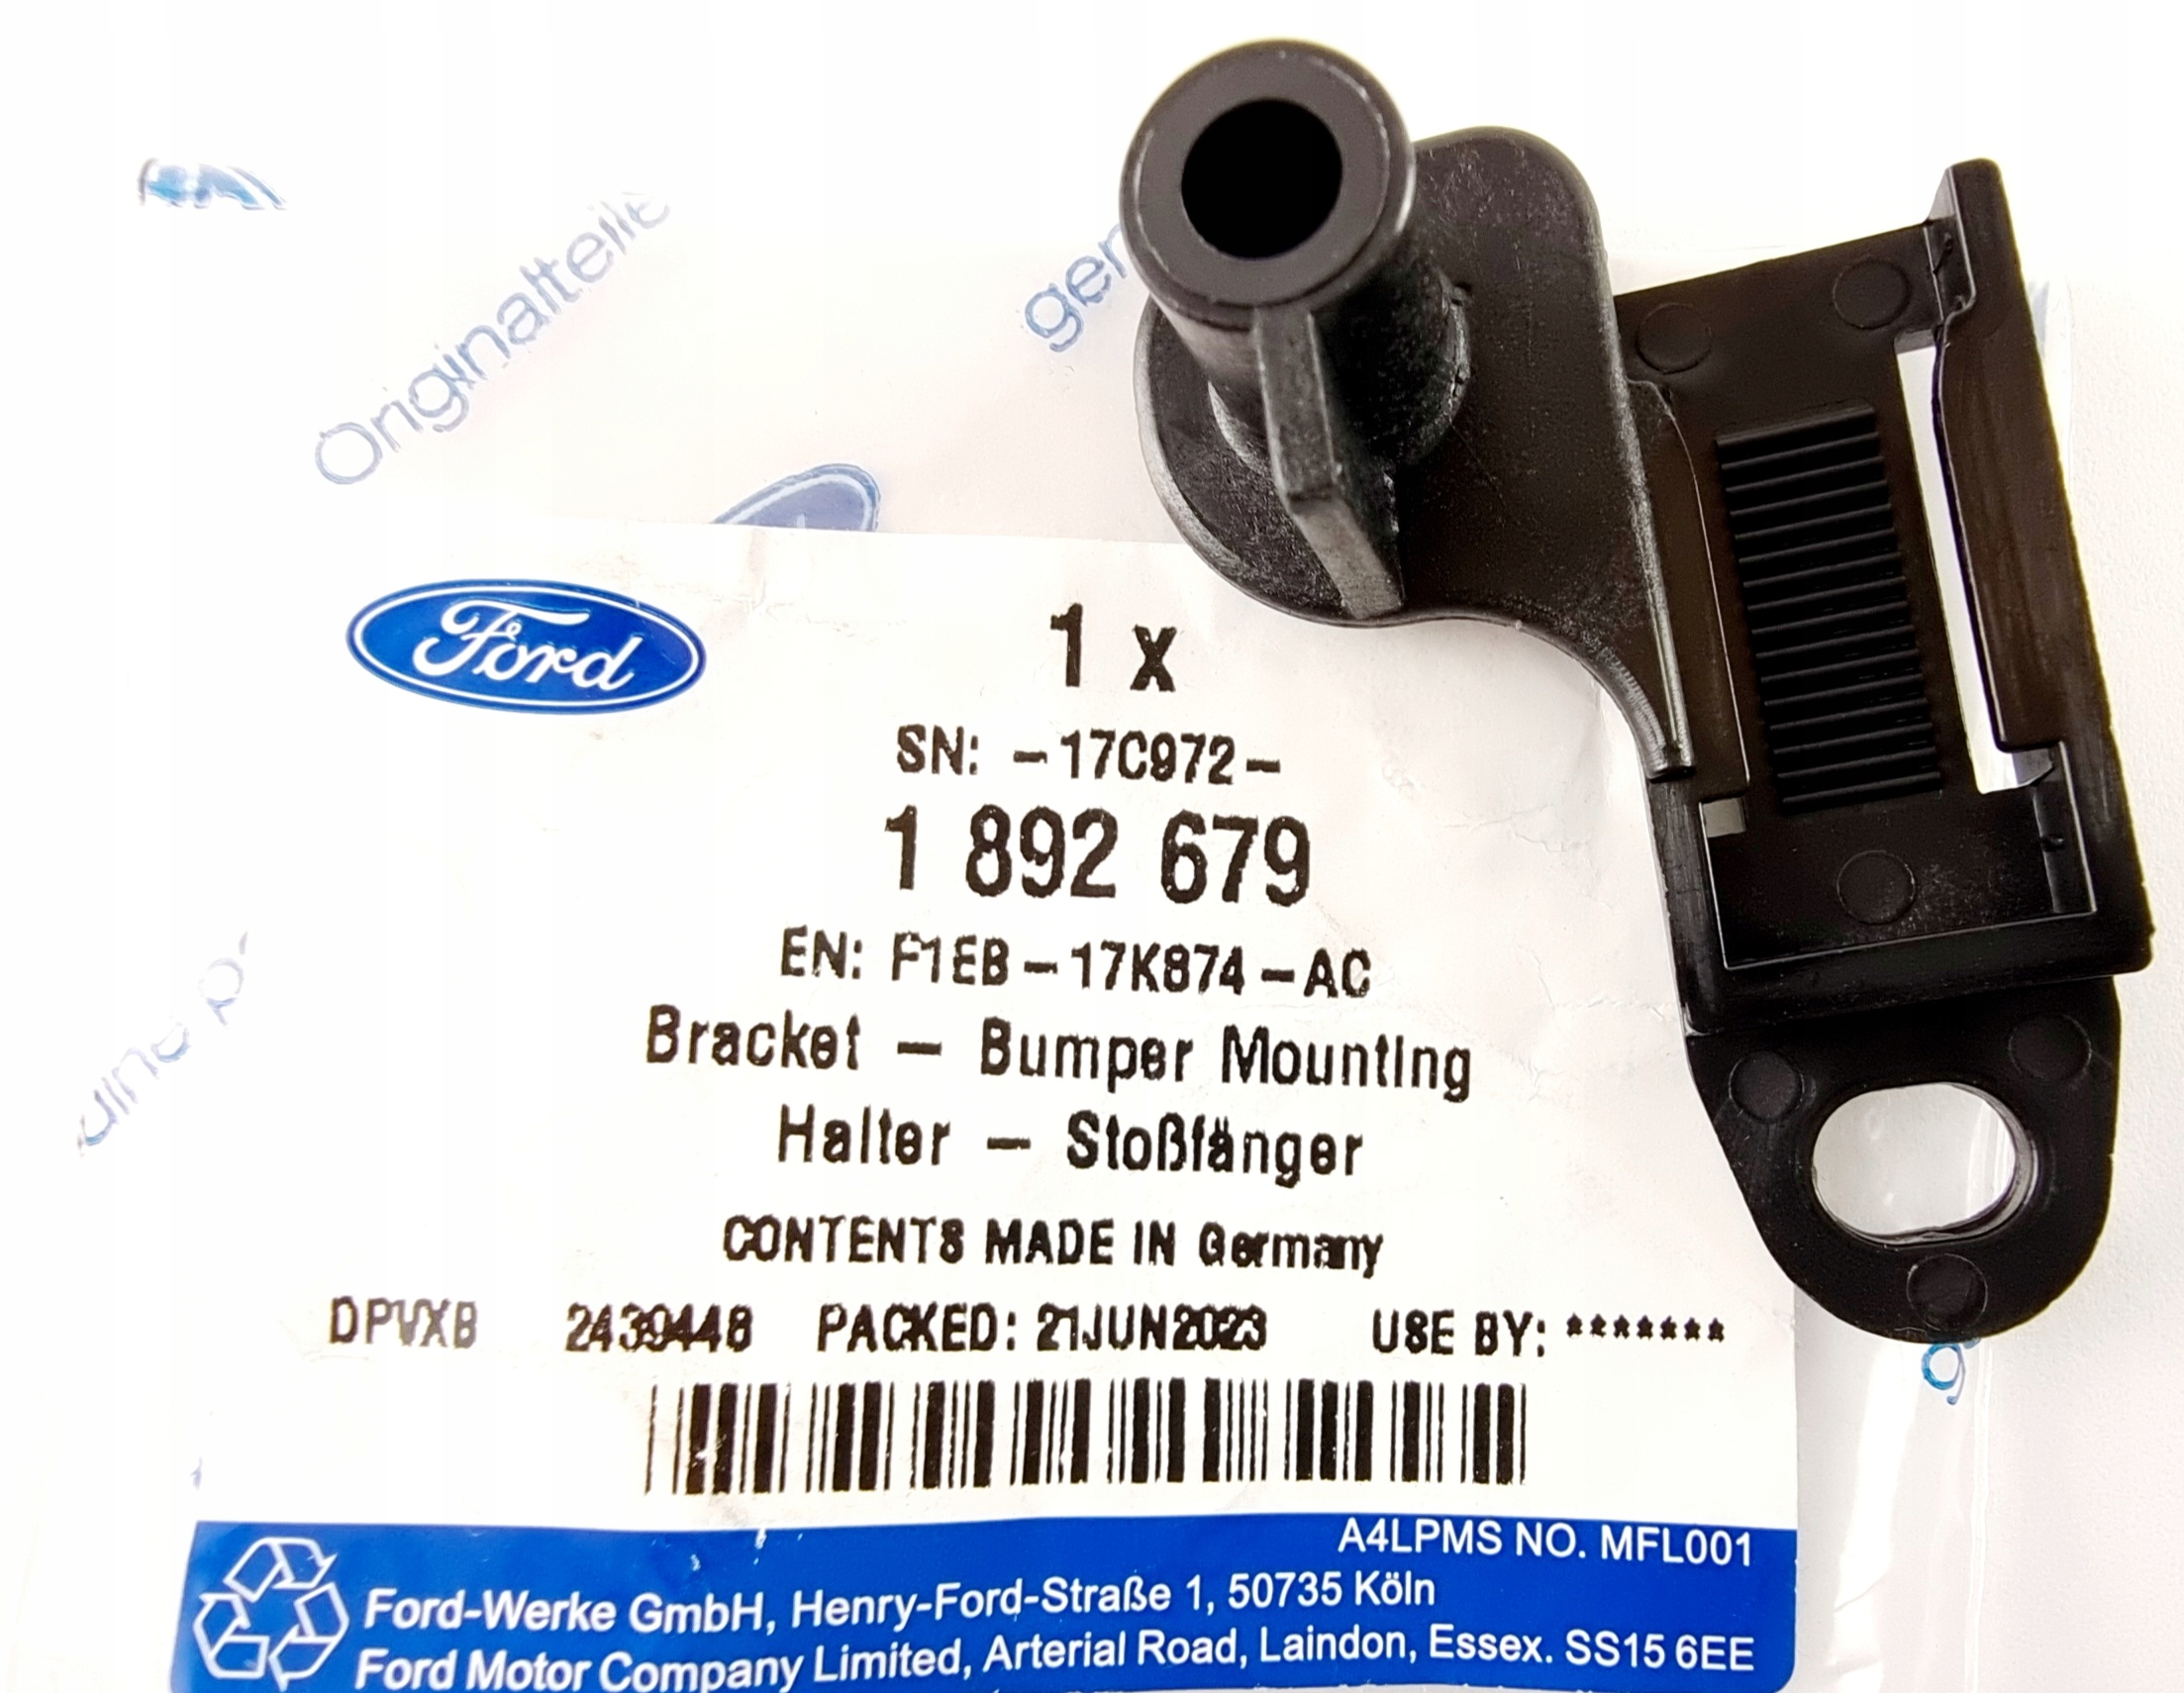 Originalteile
gen
Ford
1 x
SN: -17C972-
1 892 679
EN: F1EB-17K874-AC
Bracket - Bumper Mounting
Halter - Stoßfänger
CONTENTS MADE IN Germany
DPVXB 2439448 PACKED: 21JUN2023 USE BY: *******
A4LPMS NO. MFL001
Ford-Werke GmbH, Henry-Ford-Straße 1, 50735 Köln
Ford Motor Company Limited, Arterial Road, Laindon, Essex. SS15 6EE